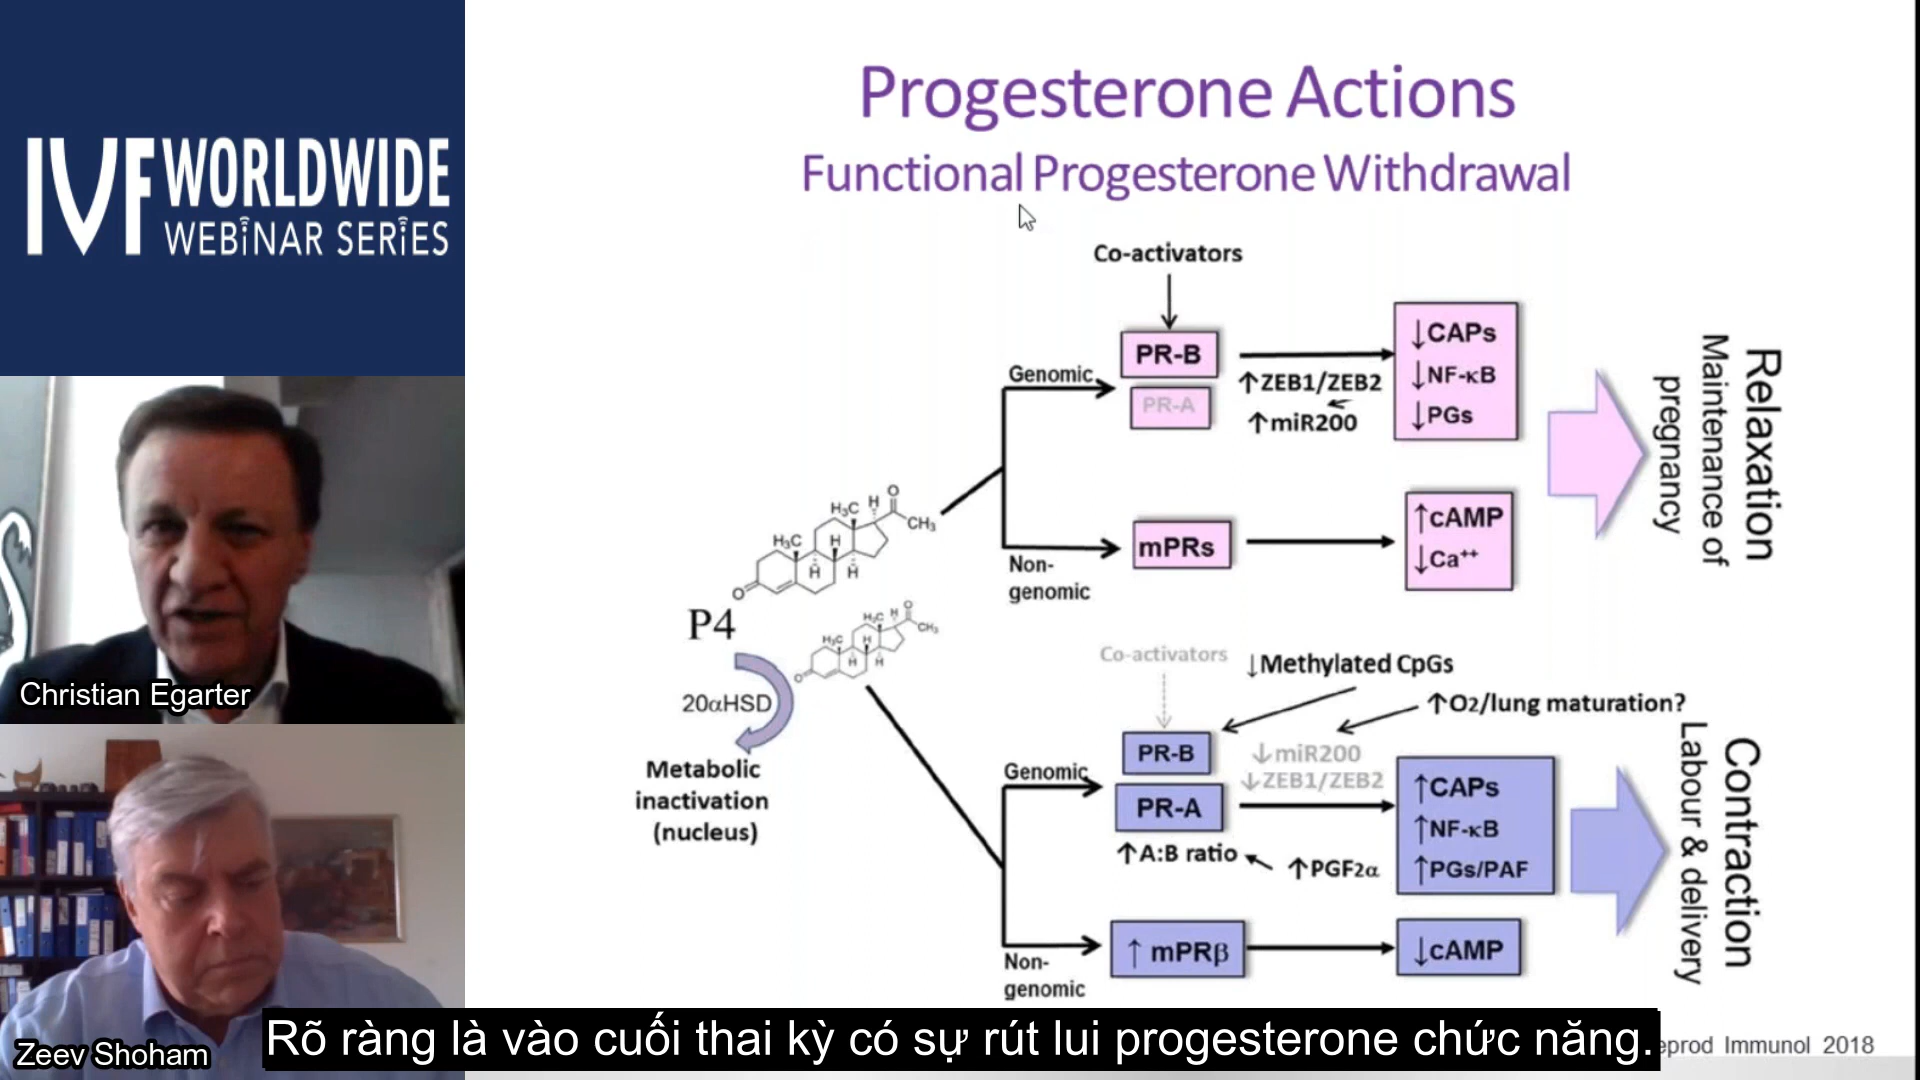 IVF WORLDWIDE
WEBINAR SERIES
Christian Egarter
Zeev Shoham
Progesterone Actions
Functional Progesterone Withdrawal
Co-activators
Genomic
PR-B
PR-A
↑ZEB1/ZEB2
↑miR200
↓CAPs
↓NF-κB
↓PGs
Relaxation
Maintenance of
pregnancy
Non-
genomic
mPRs
↑cAMP
↓Ca⁺⁺
H₃C
H
O
CH₃
H₃C
H
H
H
O
P4
H₃C
H
O
CH₃
H₃C
H
H
H
O
20αHSD
Metabolic
inactivation
(nucleus)
Co-activators
↓Methylated CpGs
↑O2/lung maturation?
Genomic
PR-B
PR-A
↓miR200
↓ZEB1/ZEB2
↑A:B ratio
↑PGF2α
↑CAPs
↑NF-κB
↑PGs/PAF
Contraction
Labour & delivery
Non-
genomic
↑ mPRβ
↓cAMP
Rõ ràng là vào cuối thai kỳ có sự rút lui progesterone chức năng.
eprod Immunol 2018